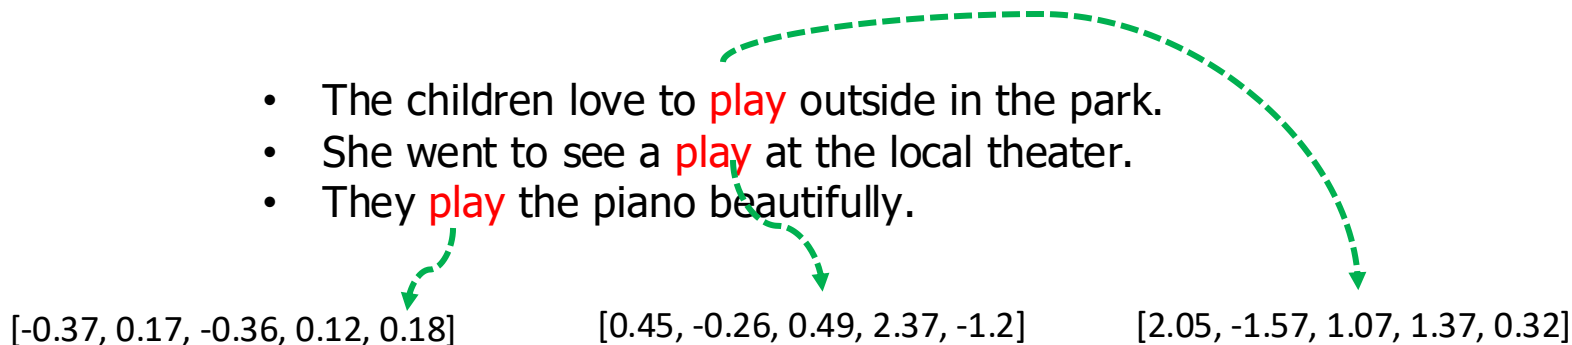 • The children love to play outside in the park.
• She went to see a play at the local theater.
• They play the piano beautifully.
[-0.37, 0.17, -0.36, 0.12, 0.18] [0.45, -0.26, 0.49, 2.37, -1.2] [2.05, -1.57, 1.07, 1.37, 0.32]